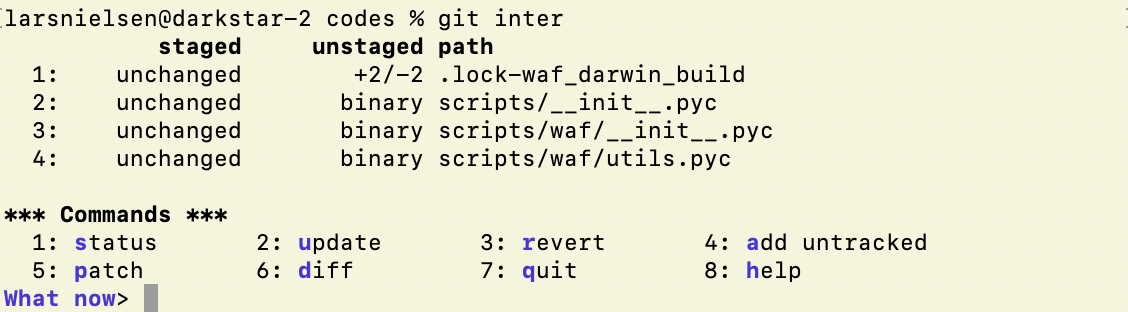 larsnielsen@darkstar-2 codes % git inter
staged unstaged path
1: unchanged +2/-2 .lock-waf_darwin_build
2: unchanged binary scripts/__init__.pyc
3: unchanged binary scripts/waf/__init__.pyc
4: unchanged binary scripts/waf/utils.pyc
*** Commands ***
1: status 2: update 3: revert 4: add untracked
5: patch 6: diff 7: quit 8: help
What now>